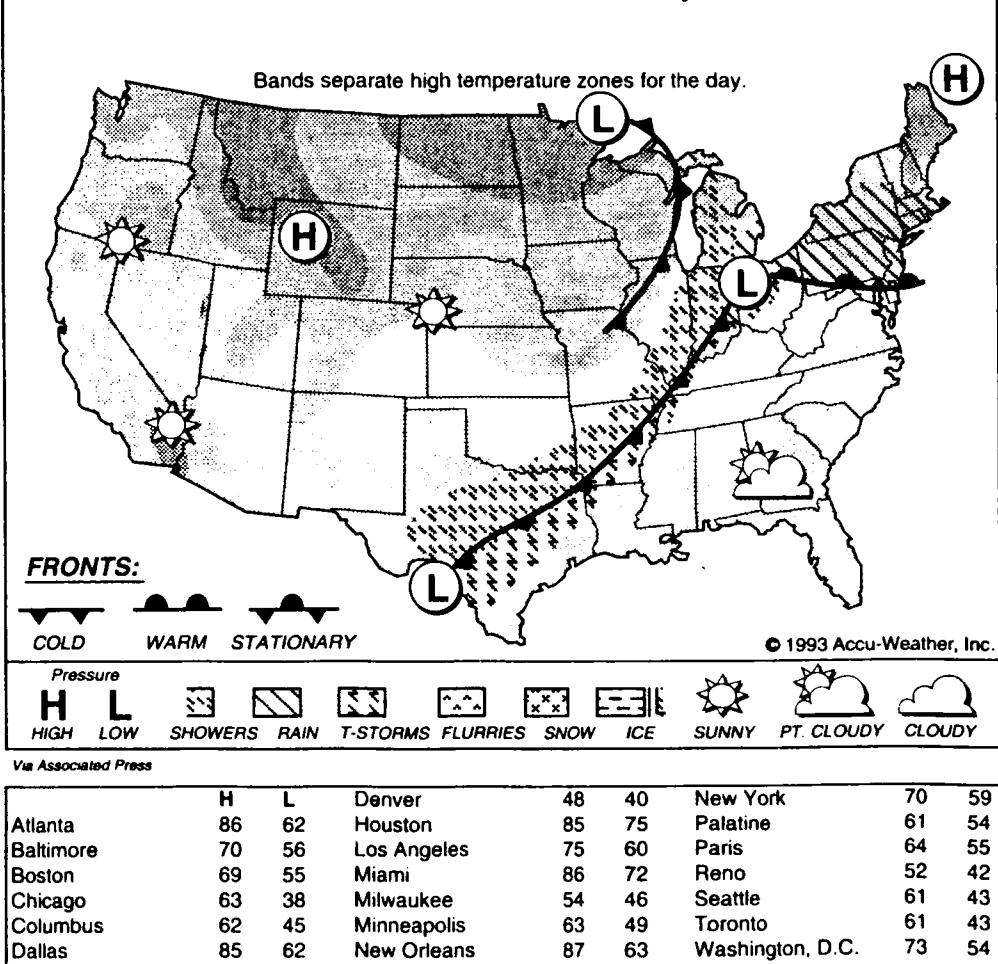 Bands separate high temperature zones for the day.
H
L
H
L
L
FRONTS:
COLD WARM STATIONARY
© 1993 Accu-Weather, Inc.
Pressure
H L
HIGH LOW SHOWERS RAIN T-STORMS FLURRIES SNOW ICE SUNNY PT. CLOUDY CLOUDY
Via Associated Press
H L Denver 48 40 New York 70 59
Atlanta 86 62 Houston 85 75 Palatine 61 54
Baltimore 70 56 Los Angeles 75 60 Paris 64 55
Boston 69 55 Miami 86 72 Reno 52 42
Chicago 63 38 Milwaukee 54 46 Seattle 61 43
Columbus 62 45 Minneapolis 63 49 Toronto 61 43
Dallas 85 62 New Orleans 87 63 Washington, D.C. 73 54